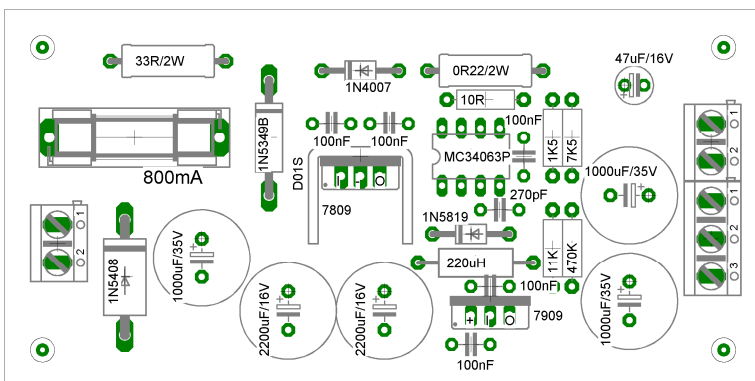 33R/2W
1N4007
0R22/2W
47uF/16V
10R
100nF
100nF
100nF
1N5349B
MC34063P
1K5
7K5
1
2
800mA
D01S
7809
270pF
1000uF/35V
1
2
3
1
2
1N5408
1000uF/35V
1N5819
220uH
11K
470K
2200uF/16V
2200uF/16V
100nF
1000uF/35V
7909
100nF